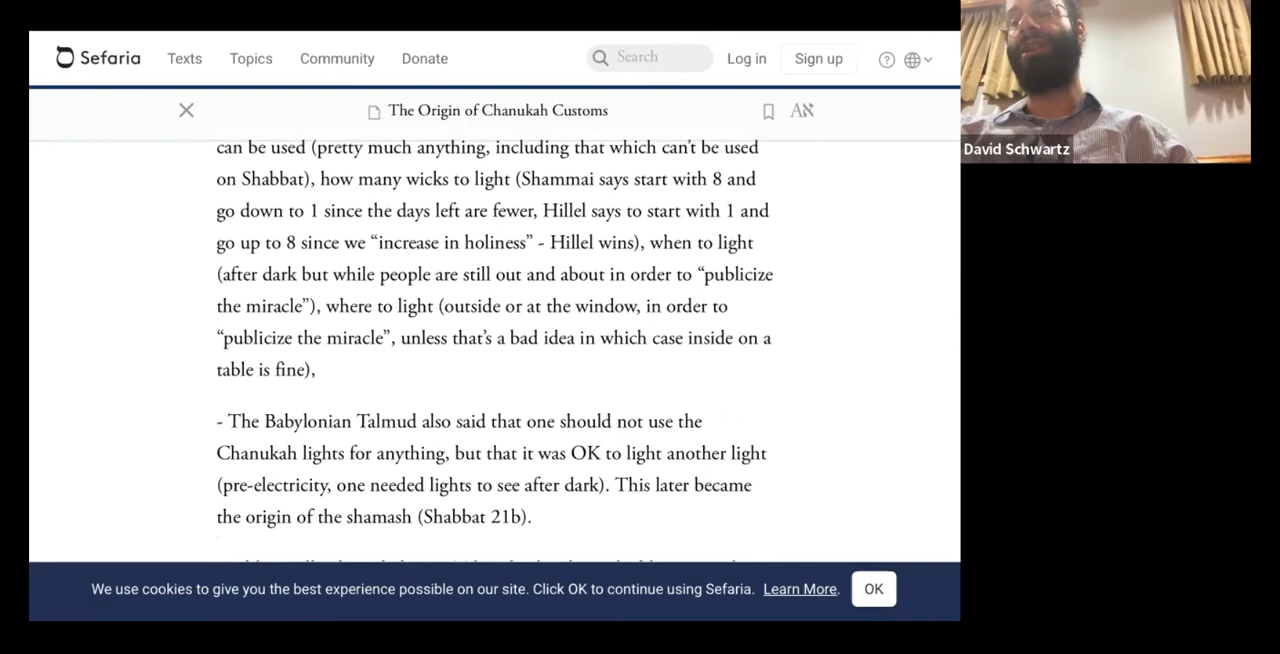 Sefaria Texts Topics Community Donate Search Log in Sign up
The Origin of Chanukah Customs Aא
can be used (pretty much anything, including that which can’t be used
on Shabbat), how many wicks to light (Shammai says start with 8 and
go down to 1 since the days left are fewer, Hillel says to start with 1 and
go up to 8 since we “increase in holiness” - Hillel wins), when to light
(after dark but while people are still out and about in order to “publicize
the miracle”), where to light (outside or at the window, in order to
“publicize the miracle”, unless that’s a bad idea in which case inside on a
table is fine),
- The Babylonian Talmud also said that one should not use the
Chanukah lights for anything, but that it was OK to light another light
(pre-electricity, one needed lights to see after dark). This later became
the origin of the shamash (Shabbat 21b).
We use cookies to give you the best experience possible on our site. Click OK to continue using Sefaria. Learn More. OK
David Schwartz